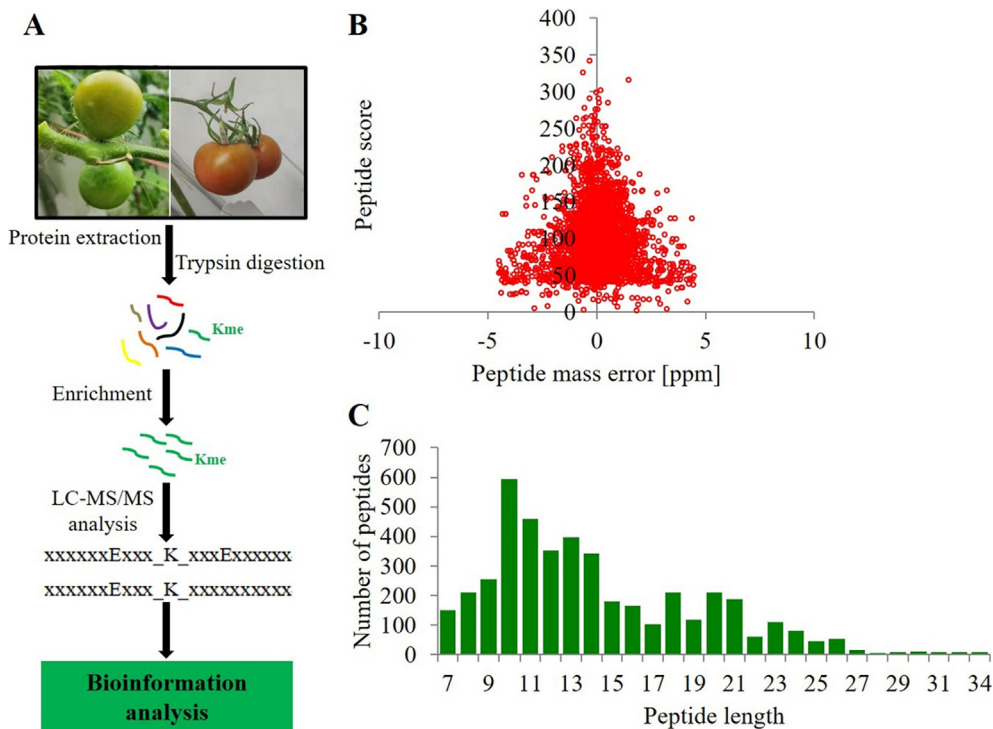 A
Protein extraction
Trypsin digestion
Kme
Enrichment
Kme
LC-MS/MS
analysis
xxxxxxExxx_K_xxxExxxxxx
xxxxxxExxx_K_xxxxxxxxxx
Bioinformation
analysis
B
Peptide score
400
350
300
250
200
150
100
50
0
-10 -5 0 5 10
Peptide mass error [ppm]
C
Number of peptides
700
600
500
400
300
200
100
0
7 9 11 13 15 17 19 21 23 25 27 29 31 34
Peptide length